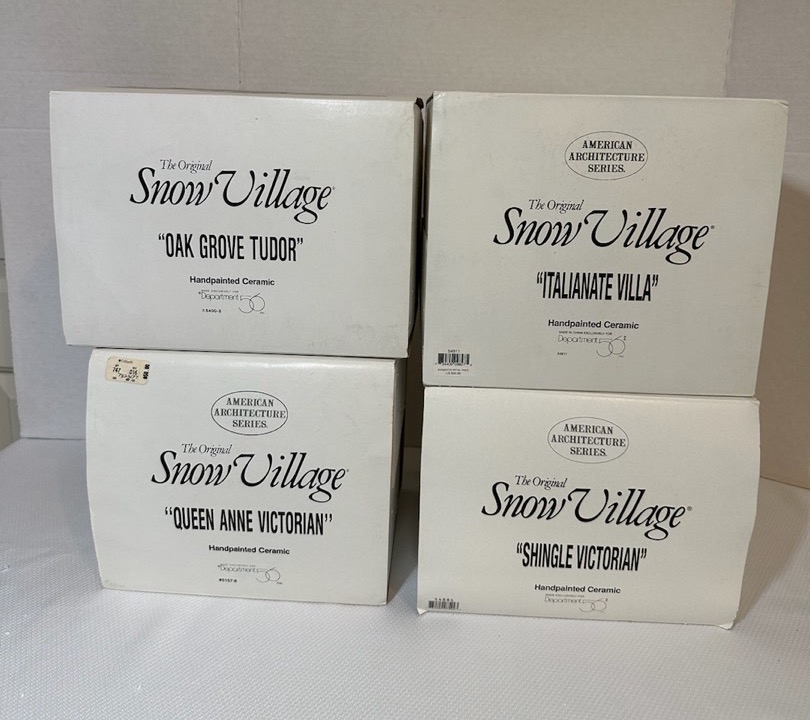 The Original
Snow Village®
“OAK GROVE TUDOR”
Handpainted Ceramic
Department 56
AMERICAN
ARCHITECTURE
SERIES.
The Original
Snow Village®
“ITALIANATE VILLA”
Handpainted Ceramic
Department 56
AMERICAN
ARCHITECTURE
SERIES.
The Original
Snow Village®
“QUEEN ANNE VICTORIAN”
Handpainted Ceramic
Department 56
AMERICAN
ARCHITECTURE
SERIES.
The Original
Snow Village®
“SHINGLE VICTORIAN”
Handpainted Ceramic
Department 56